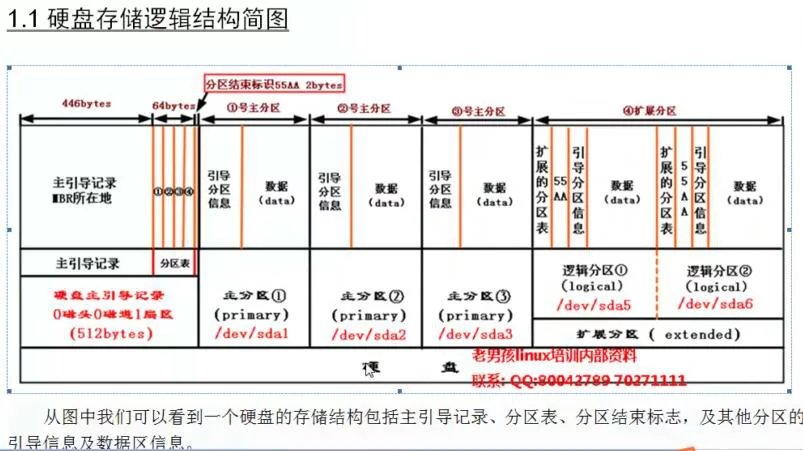 1.1 硬盘存储逻辑结构简图
分区结束标识55AA 2bytes
446bytes 64bytes ①号主分区 ②号主分区 ③号主分区 ④扩展分区
主引导记录
MBR所在地
①②③④
引导分区信息
数据
(data)
引导分区信息
数据
(data)
引导分区信息
数据
(data)
扩展的分区表
55AA
引导分区信息
数据
(data)
扩展的分区表
55AA
引导分区信息
数据
(data)
主引导记录 分区表
硬盘主引导记录
0磁头0磁道1扇区
(512bytes)
主分区①
(primary)
/dev/sda1
主分区②
(primary)
/dev/sda2
主分区③
(primary)
/dev/sda3
逻辑分区①
(logical)
/dev/sda5
逻辑分区②
(logical)
/dev/sda6
扩展分区 ( extended)
硬 盘
老男孩linux培训内部资料
联系: QQ:80042789 70271111
从图中我们可以看到一个硬盘的存储结构包括主引导记录、分区表、分区结束标志，及其他分区的
引导信息及数据区信息。